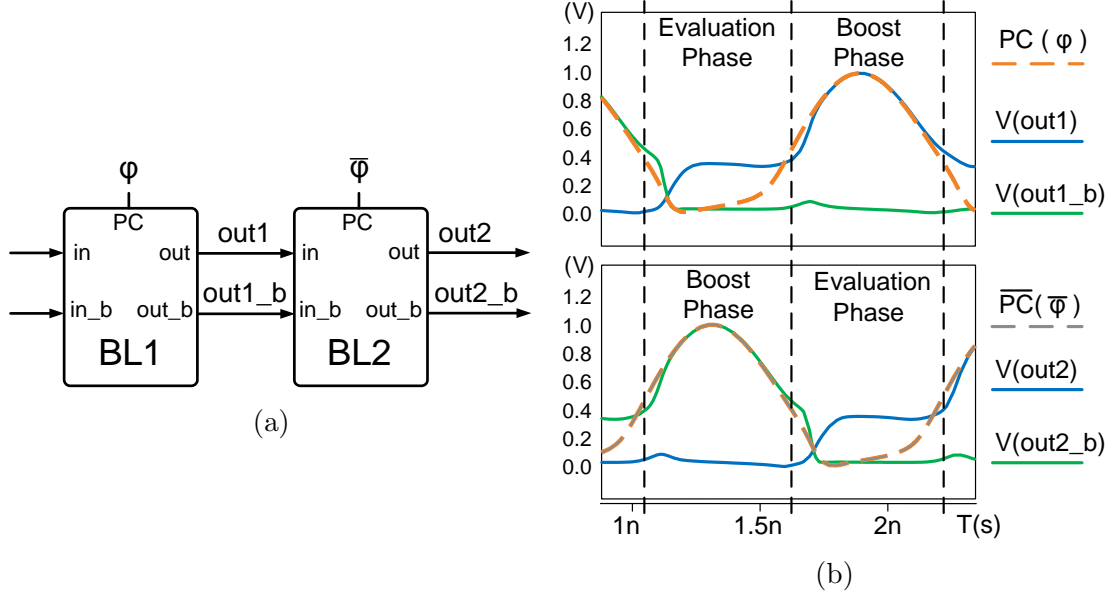 φ
φ̅
PC
PC
in
out
out1
in
out
out2
in_b
out_b
out1_b
in_b
out_b
out2_b
BL1
BL2
(a)
(V)
1.2
1.0
0.8
0.6
0.4
0.2
0.0
Evaluation
Phase
Boost
Phase
PC ( φ )
V(out1)
V(out1_b)
(V)
1.2
1.0
0.8
0.6
0.4
0.2
0.0
Boost
Phase
Evaluation
Phase
P̅C̅( φ̅ )
V(out2)
V(out2_b)
1n
1.5n
2n
T(s)
(b)